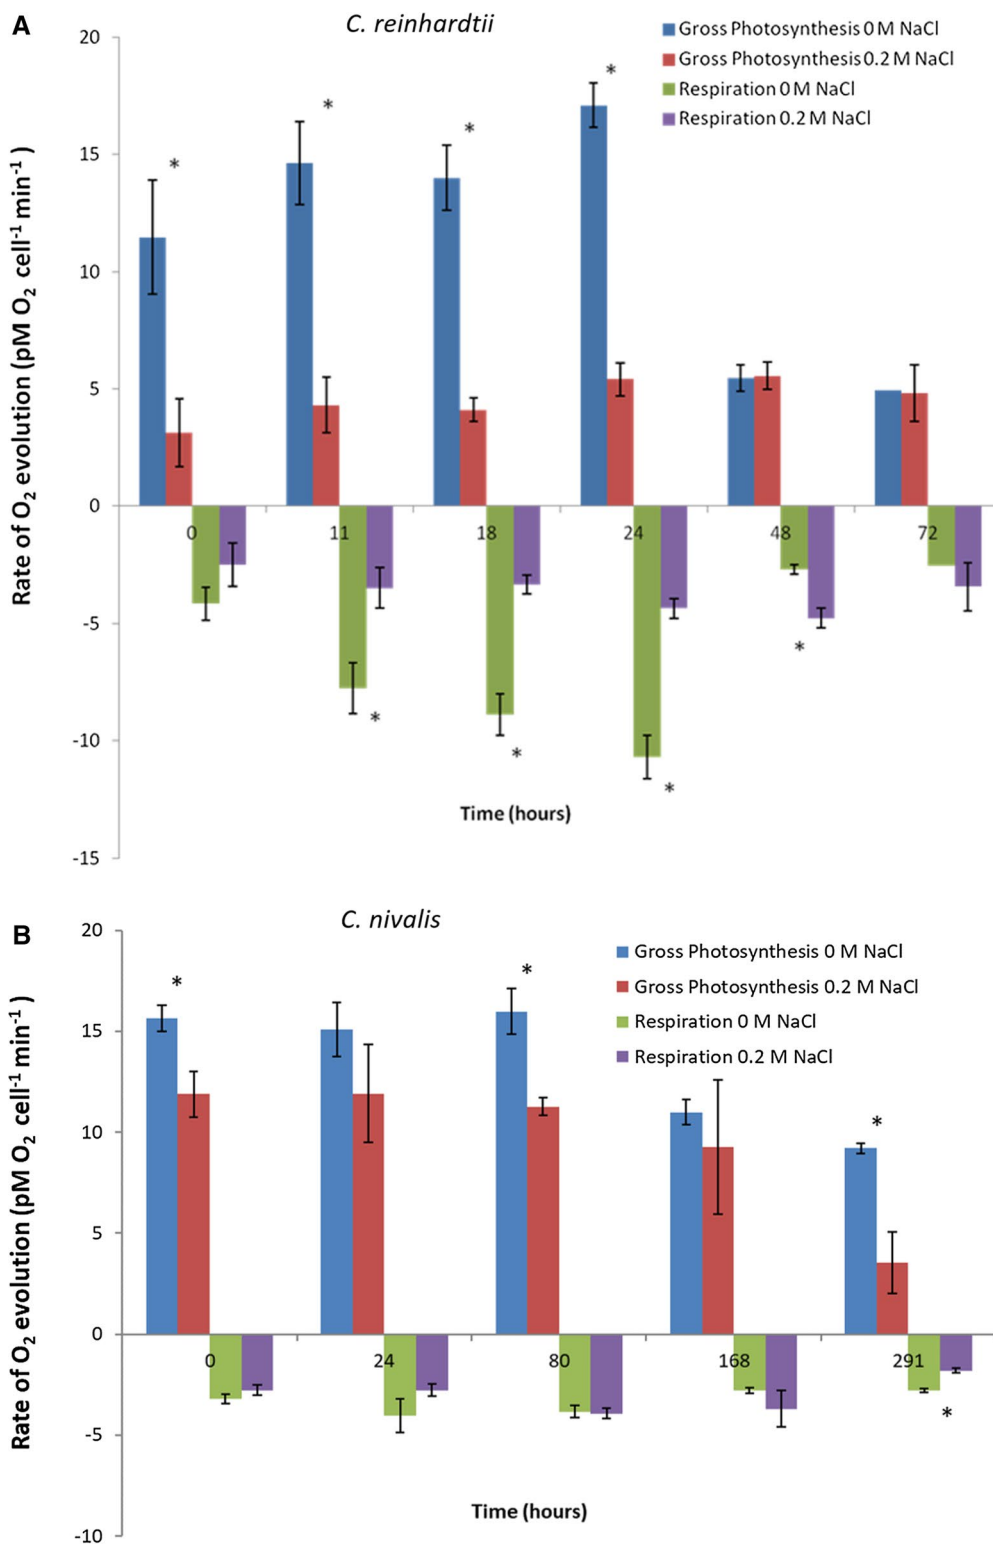 A
C. reinhardtii
Gross Photosynthesis 0 M NaCl
Gross Photosynthesis 0.2 M NaCl
Respiration 0 M NaCl
Respiration 0.2 M NaCl
Rate of O₂ evolution (pM O₂ cell⁻¹ min⁻¹ )
20
15
10
5
0
-5
-10
-15
*
*
*
*
0 11 18 24 48 72
*
*
*
*
Time (hours)
B
C. nivalis
Gross Photosynthesis 0 M NaCl
Gross Photosynthesis 0.2 M NaCl
Respiration 0 M NaCl
Respiration 0.2 M NaCl
Rate of O₂ evolution (pM O₂ cell⁻¹ min⁻¹ )
20
15
10
5
0
-5
-10
*
*
*
0 24 80 168 291
*
Time (hours)